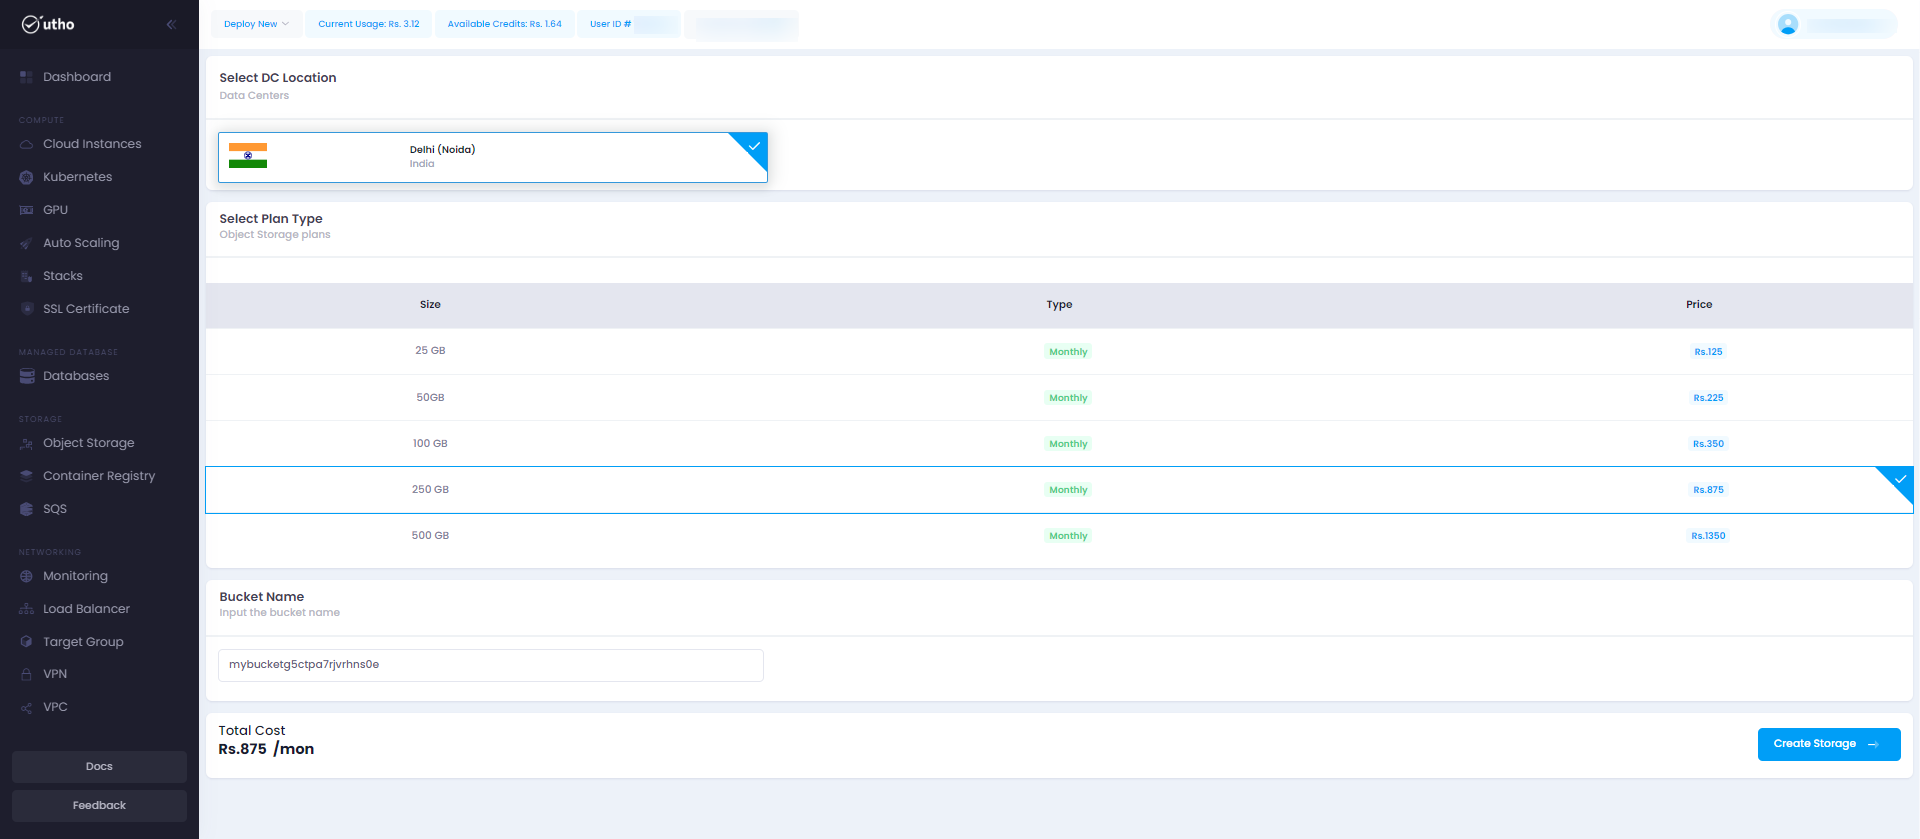 utho
Deploy New
Current Usage: Rs. 3.12
Available Credits: Rs. 1.64
User ID #
Dashboard
COMPUTE
Cloud Instances
Kubernetes
GPU
Auto Scaling
Stacks
SSL Certificate
MANAGED DATABASE
Databases
STORAGE
Object Storage
Container Registry
SQS
NETWORKING
Monitoring
Load Balancer
Target Group
VPN
VPC
Docs
Feedback
Select DC Location
Data Centers
Delhi (Noida)
India
Select Plan Type
Object Storage plans
Size Type Price
25 GB Monthly Rs.125
50GB Monthly Rs.225
100 GB Monthly Rs.350
250 GB Monthly Rs.875
500 GB Monthly Rs.1350
Bucket Name
Input the bucket name
mybucketg5ctpa7rjvrhns0e
Total Cost
Rs.875 /mon
Create Storage